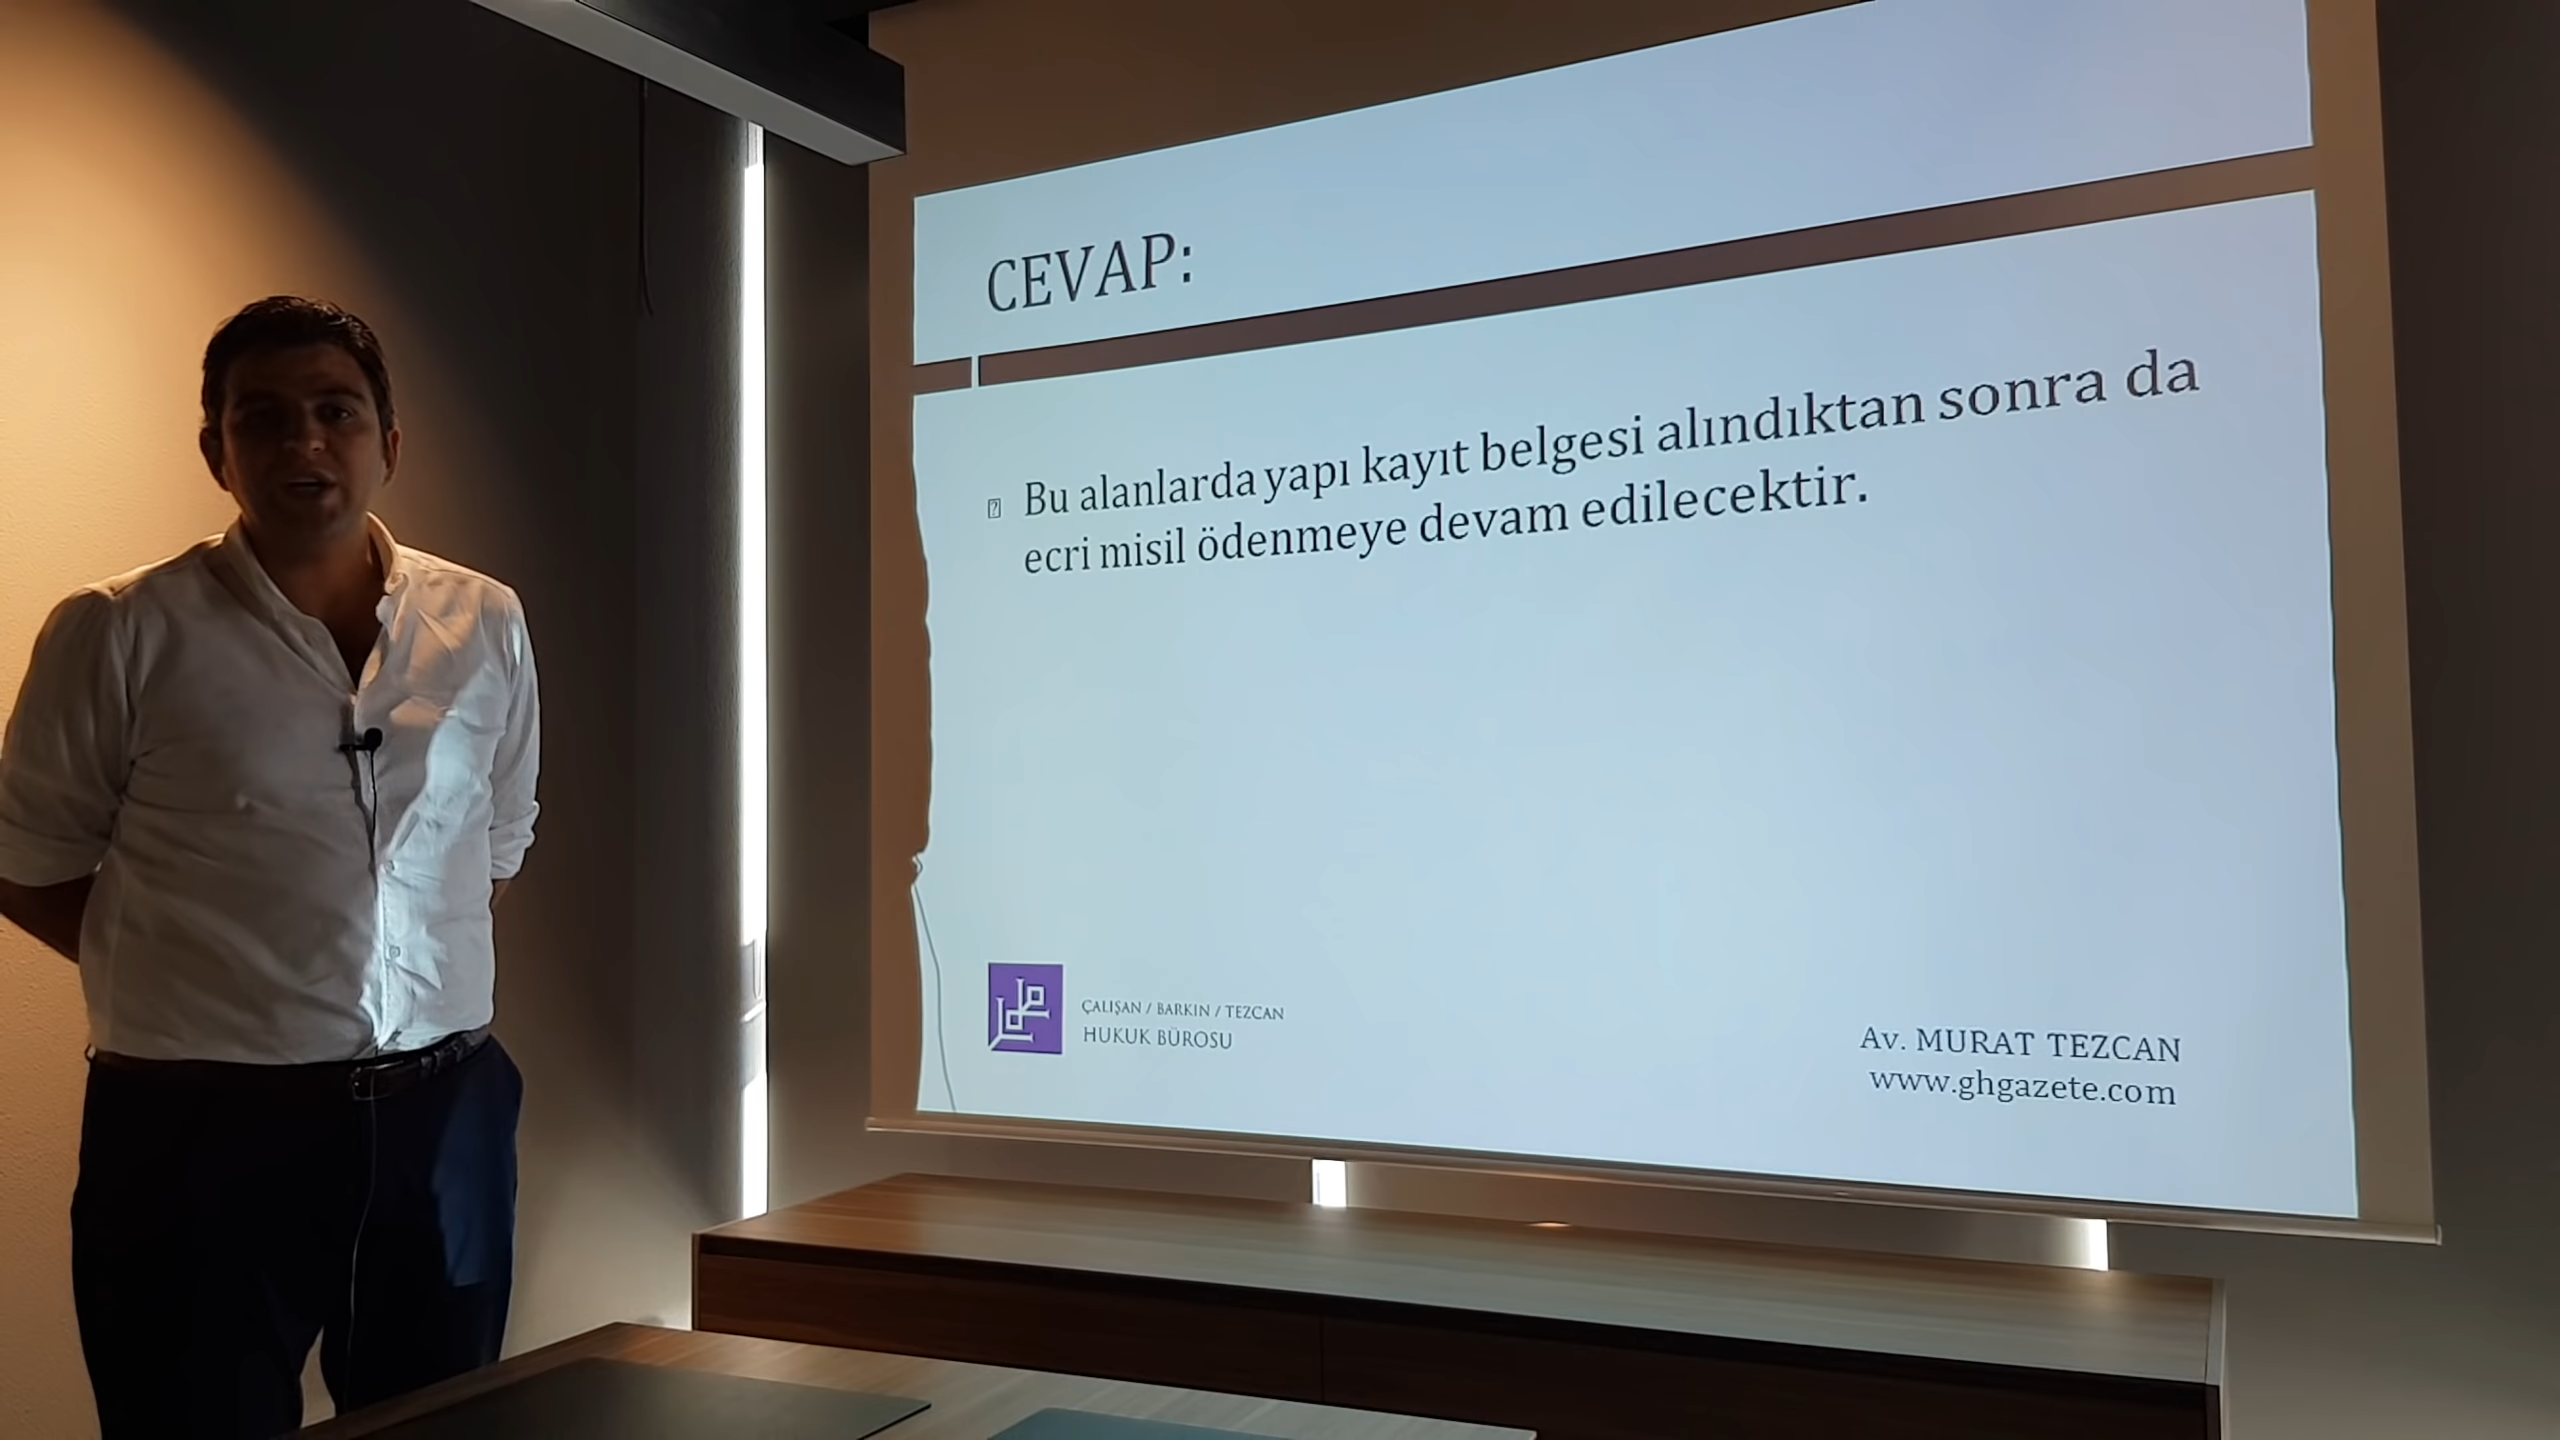 CEVAP:
Bu alanlarda yapı kayıt belgesi alındıktan sonra da
ecri misil ödenmeye devam edilecektir.
ÇALIŞAN / BARKIN / TEZCAN
HUKUK BÜROSU
Av. MURAT TEZCAN
www.ghgazete.com